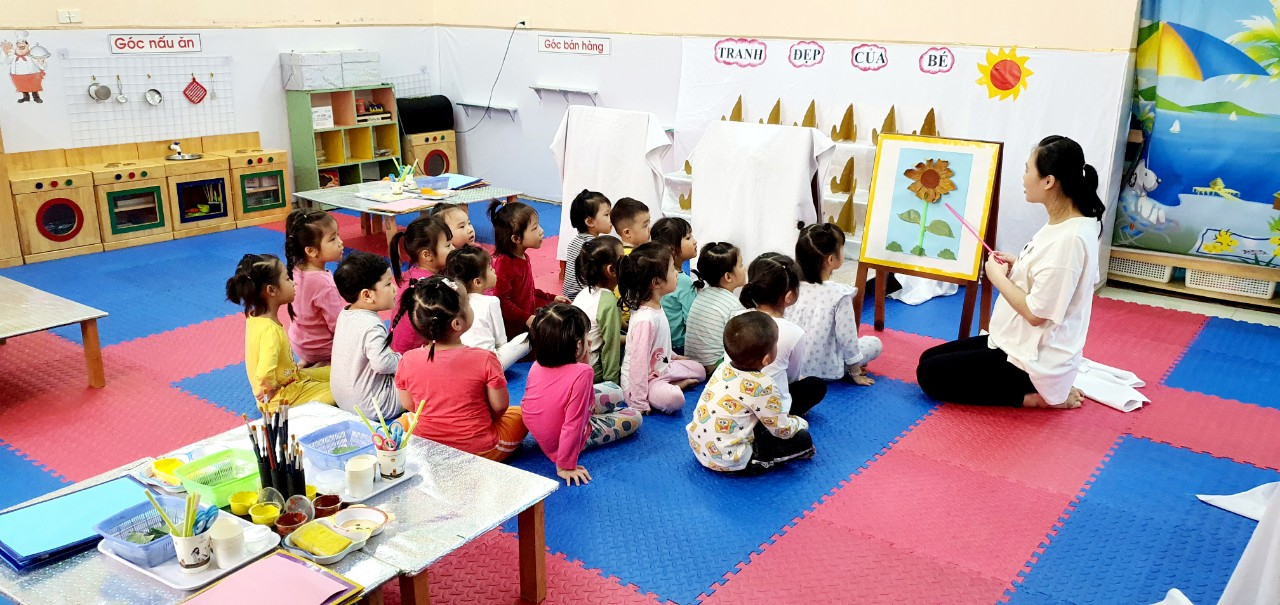 Góc nấu ăn
Góc bán hàng
TRANH ĐẸP CỦA BÉ